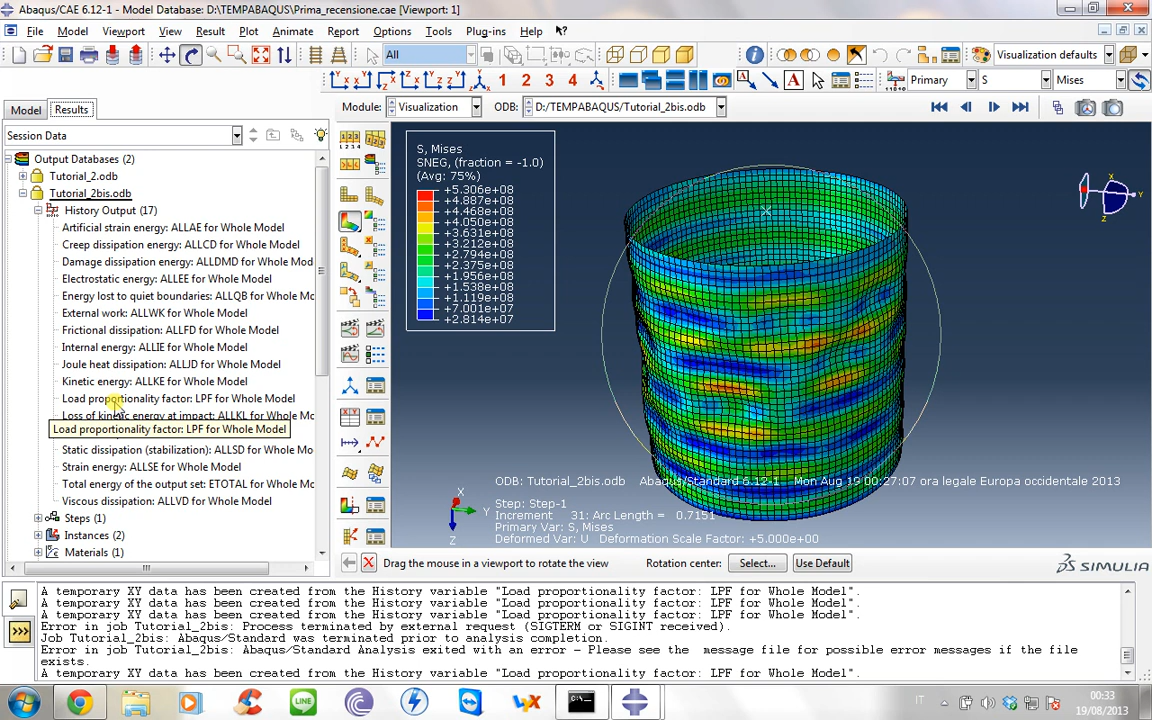 Abaqus/CAE 6.12-1 - Model Database: D:\TEMPABAQUS\Prima_recensione.cae [Viewport: 1]
File Model Viewport View Result Plot Animate Report Options Tools Plug-ins Help
All
Visualization defaults
1 2 3 4
Primary S Mises
Model Results
Module: Visualization ODB: D:/TEMPABAQUS/Tutorial_2bis.odb
Session Data
Output Databases (2)
Tutorial_2.odb
Tutorial_2bis.odb
History Output (17)
Artificial strain energy: ALLAE for Whole Model
Creep dissipation energy: ALLCD for Whole Model
Damage dissipation energy: ALLDMD for Whole Mod
Electrostatic energy: ALLEE for Whole Model
Energy lost to quiet boundaries: ALLQB for Whole Mo
External work: ALLWK for Whole Model
Frictional dissipation: ALLFD for Whole Model
Internal energy: ALLIE for Whole Model
Joule heat dissipation: ALLJD for Whole Model
Kinetic energy: ALLKE for Whole Model
Load proportionality factor: LPF for Whole Model
Loss of kinetic energy at impact: ALLKL for Whole Mo
Load proportionality factor: LPF for Whole Model
Static dissipation (stabilization): ALLSD for Whole Mo
Strain energy: ALLSE for Whole Model
Total energy of the output set: ETOTAL for Whole Mod
Viscous dissipation: ALLVD for Whole Model
Steps (1)
Instances (2)
Materials (1)
S, Mises
SNEG, (fraction = -1.0)
(Avg: 75%)
+5.306e+08
+4.887e+08
+4.468e+08
+4.050e+08
+3.631e+08
+3.212e+08
+2.794e+08
+2.375e+08
+1.956e+08
+1.538e+08
+1.119e+08
+7.001e+07
+2.814e+07
X
Y
Z
ODB: Tutorial_2bis.odb Abaqus/Standard 6.12-1 Mon Aug 19 00:27:07 ora legale Europa occidentale 2013
X
Y
Z
Step: Step-1
Increment 31: Arc Length = 0.7151
Primary Var: S, Mises
Deformed Var: U Deformation Scale Factor: +5.000e+00
Drag the mouse in a viewport to rotate the view Rotation center: Select... Use Default
SIMULIA
A temporary XY data has been created from the History variable "Load proportionality factor: LPF for Whole Model".
A temporary XY data has been created from the History variable "Load proportionality factor: LPF for Whole Model".
A temporary XY data has been created from the History variable "Load proportionality factor: LPF for Whole Model".
Error in job Tutorial_2bis: Process terminated by external request (SIGTERM or SIGINT received).
Job Tutorial_2bis: Abaqus/Standard was terminated prior to analysis completion.
Error in job Tutorial_2bis: Abaqus/Standard Analysis exited with an error - Please see the message file for possible error messages if the file
exists.
A temporary XY data has been created from the History variable "Load proportionality factor: LPF for Whole Model".
>>>
LINE
IT
00:33
19/08/2013